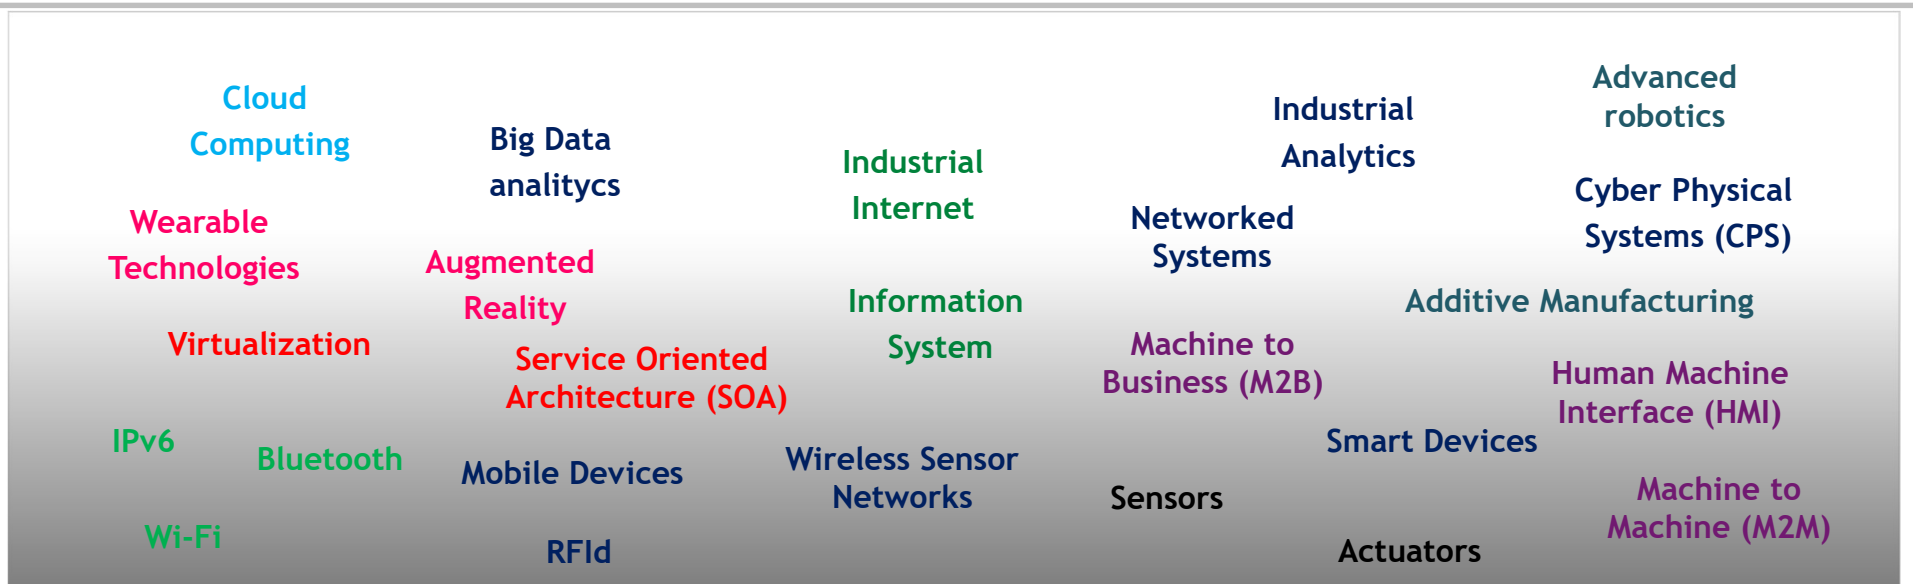 Cloud
Computing
Big Data
analitycs
Industrial
Internet
Industrial
Analytics
Advanced
robotics
Wearable
Technologies
Augmented
Reality
Networked
Systems
Cyber Physical
Systems (CPS)
Virtualization
Service Oriented
Architecture (SOA)
Information
System
Additive Manufacturing
Machine to
Business (M2B)
Human Machine
Interface (HMI)
IPv6
Bluetooth
Mobile Devices
Wireless Sensor
Networks
Smart Devices
Sensors
Machine to
Machine (M2M)
Wi-Fi
RFId
Actuators